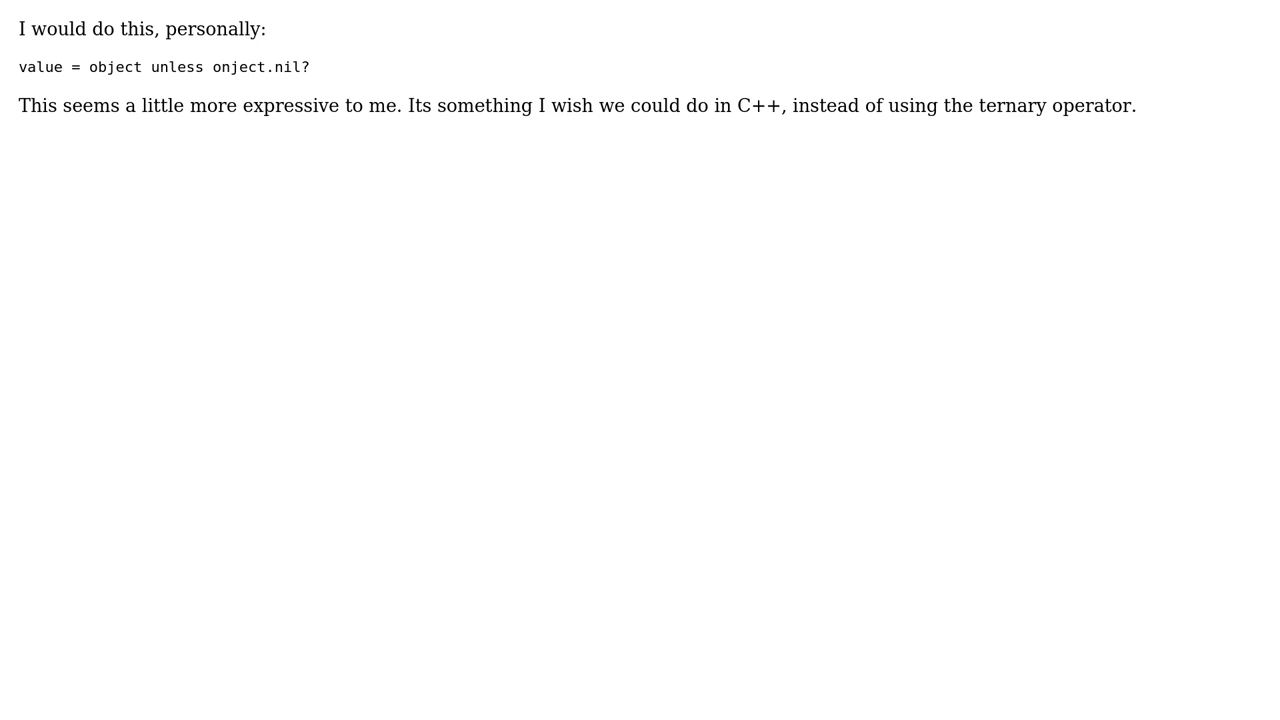 I would do this, personally:
value = object unless onject.nil?
This seems a little more expressive to me. Its something I wish we could do in C++, instead of using the ternary operator.